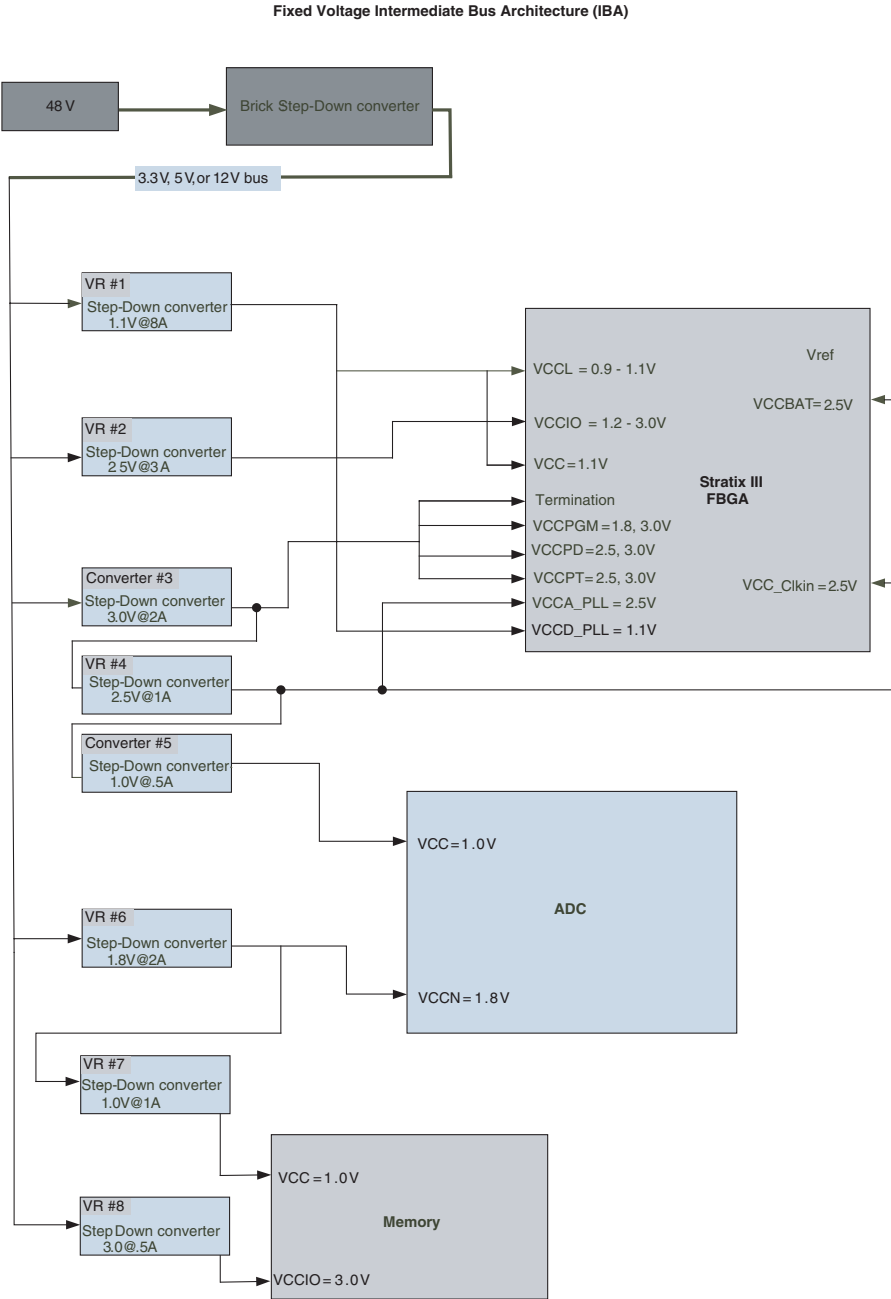 Fixed Voltage Intermediate Bus Architecture (IBA)
48 V
Brick Step-Down converter
3.3V, 5V, or 12V bus
VR #1
Step-Down converter
1.1V@8A
VR #2
Step-Down converter
2 5V@3A
Converter #3
Step-Down converter
3.0V@2A
VR #4
Step-Down converter
2.5V@1A
Converter #5
Step-Down converter
1.0V@.5A
VCCL = 0.9 - 1.1V
VCCIO = 1.2 - 3.0V
VCC=1.1V
Termination
VCCPGM =1.8, 3.0V
VCCPD=2.5, 3.0V
VCCPT=2.5, 3.0V
VCCA_PLL = 2.5V
VCCD_PLL = 1.1V
Stratix III
FBGA
Vref
VCCBAT= 2.5V
VCC_Clkin = 2.5V
VCC=1.0V
ADC
VCCN= 1.8V
VR #6
Step-Down converter
1.8V@2A
VR #7
Step-Down converter
1.0V@1A
VR #8
Step Down converter
3.0@.5A
VCC =1.0V
Memory
VCCIO= 3.0V